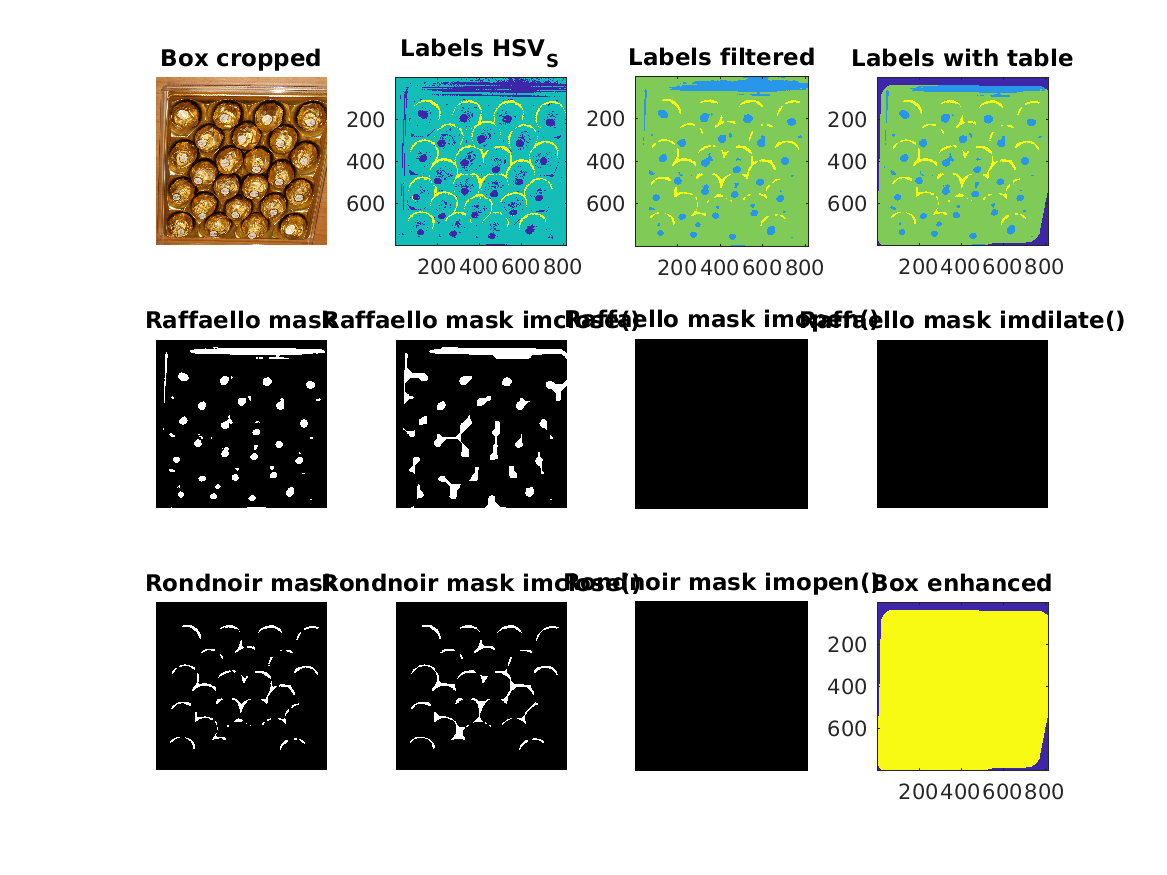 Box cropped
Labels HSV_S
Labels filtered
Labels with table
200
400
600
200 400 600 800
200
400
600
200 400 600 800
200
400
600
200 400 600 800
Raffaello mask
Raffaello mask imclose()
Raffaello mask imopen()
Raffaello mask imdilate()
Rondnoir mask
Rondnoir mask imclose()
Rondnoir mask imopen()
Box enhanced
200
400
600
200 400 600 800